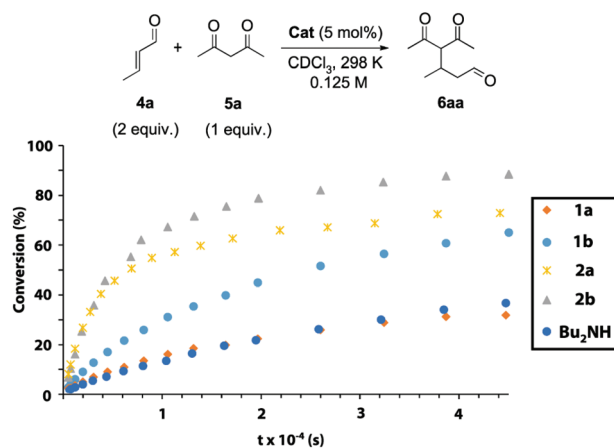 O
O
O
O
O
O
+
Cat (5 mol%)
CDCl₃, 298 K
0.125 M
4a
5a
6aa
(2 equiv.)
(1 equiv.)
100
80
60
40
20
0
Conversion (%)
1
2
3
4
t x 10⁻⁴ (s)
1a
1b
2a
2b
Bu₂NH